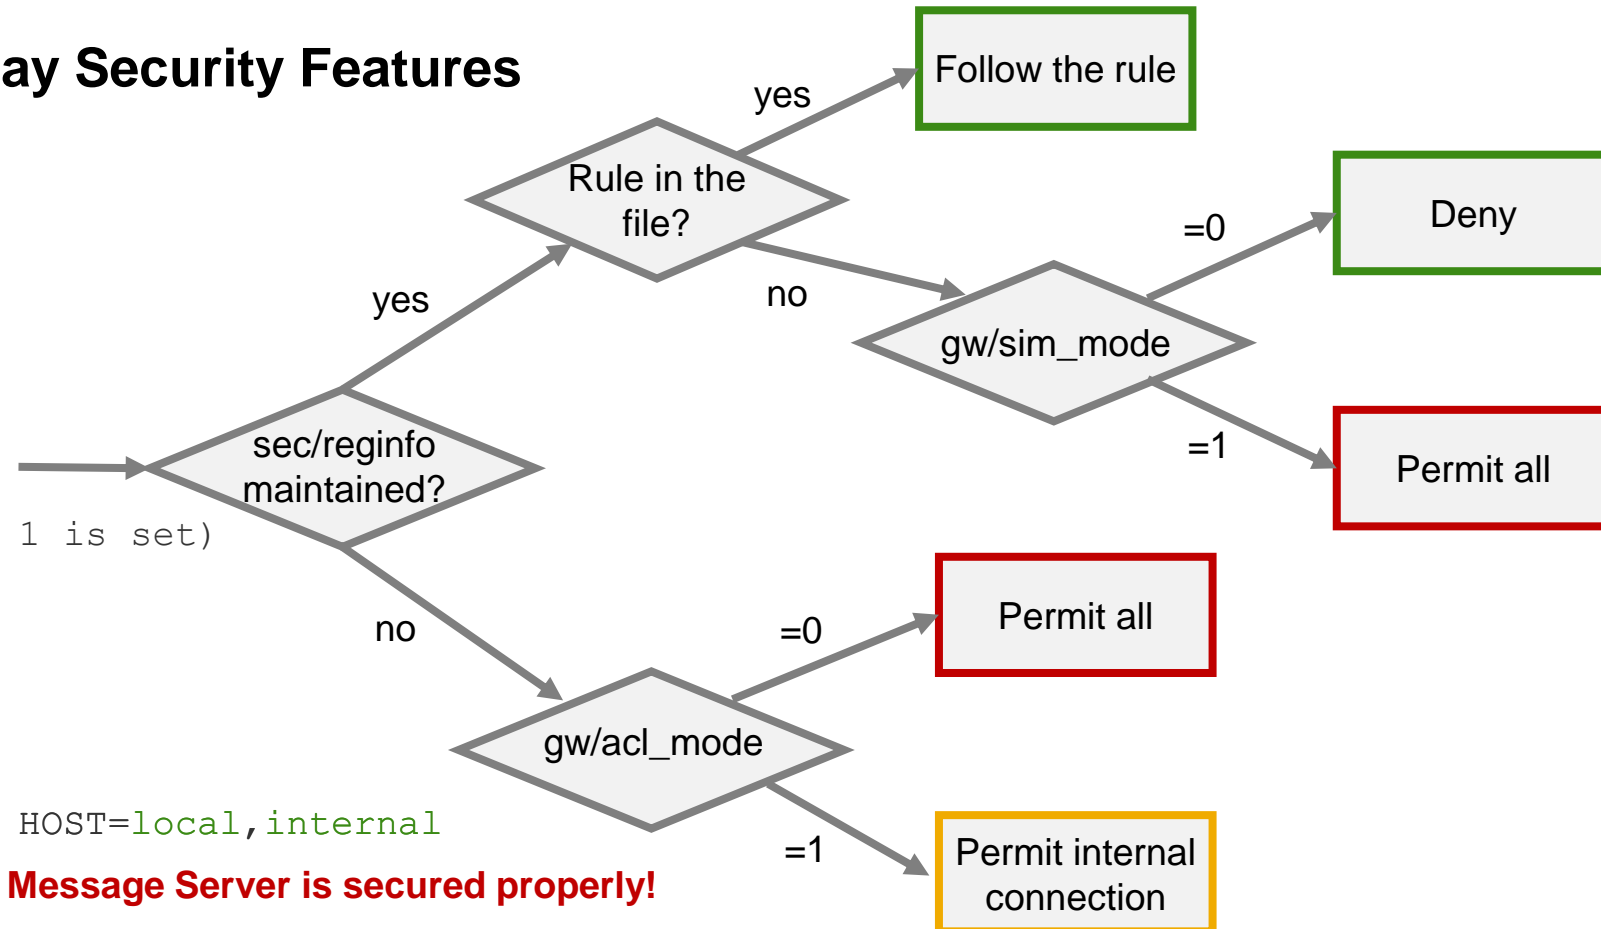 ay Security Features
Follow the rule
yes
Rule in the
file?
Deny
=0
yes
no
gw/sim_mode
sec/reginfo
maintained?
=1
Permit all
1 is set)
Permit all
no
=0
gw/acl_mode
HOST=local,internal
=1
Permit internal
connection
Message Server is secured properly!